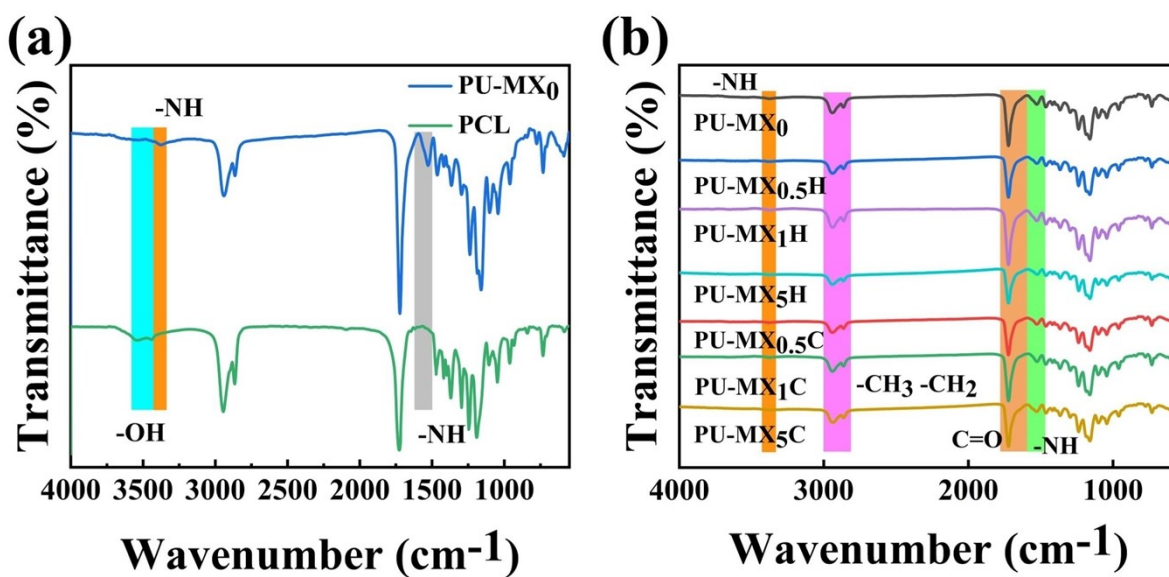 (a)
Transmittance (%)
-NH
PU-MX0
PCL
-OH
-NH
4000 3500 3000 2500 2000 1500 1000
Wavenumber (cm-1)
(b)
Transmittance (%)
-NH
PU-MX0
PU-MX0.5H
PU-MX1H
PU-MX5H
PU-MX0.5C
PU-MX1C
-CH3 -CH2
PU-MX5C
C=O
-NH
4000 3000 2000 1000
Wavenumber (cm-1)